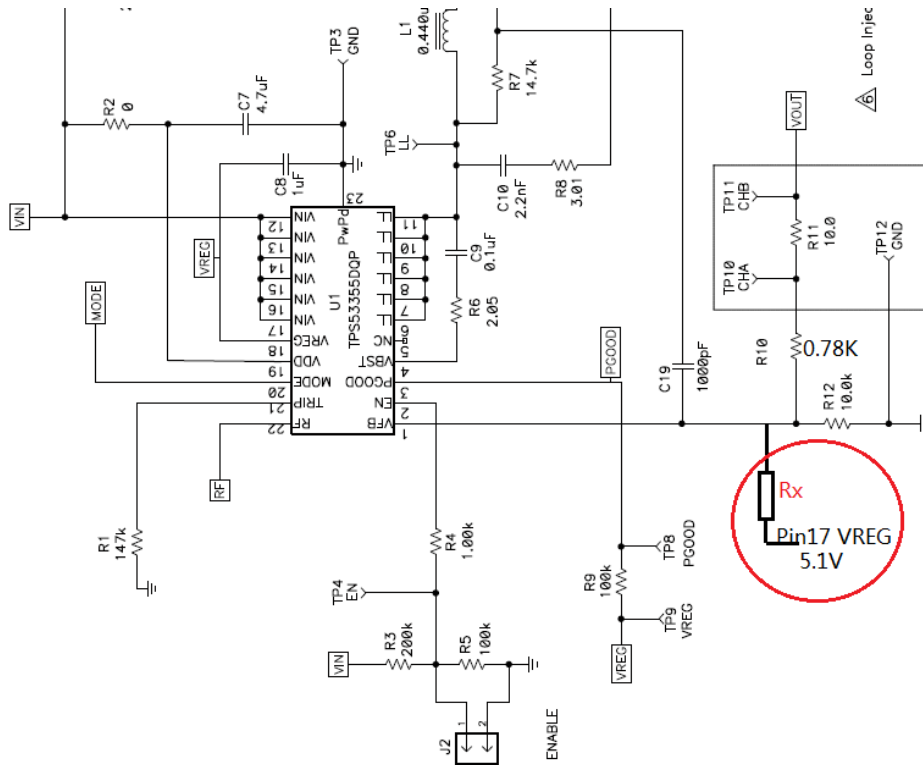 L1
0.440u
TP3
GND
R7
14.7k
6
Loop Injec
R2
0
C7
4.7uF
VOUT
TP6
LL
C8
1uF
C10
2.2nF
R8
3.01
TP11
CHB
R11
10.0
TP12
GND
TP10
CHA
VIN
VREG
MODE
23
PwPd
U1
TPS53355DQP
VIN 12
VIN 13
VIN 14
VIN 15
VIN 16
VREG 17
VDD 18
MODE 19
TRIP 20
RF 21
22
LL 11
LL 10
LL 9
LL 8
LL 7
NC 6
VBST 5
PGOOD 4
EN 3
VFB 2
1
C9
0.1uF
R6
2.05
PGOOD
C19
1000pF
R10
0.78K
R12
10.0k
RF
R1
147k
R4
1.00k
Rx
Pin17 VREG
5.1V
TP8
PGOOD
R9
100k
TP4
EN
TP9
VREG
VREG
VIN
R3
200k
R5
100k
J2
1
2
ENABLE